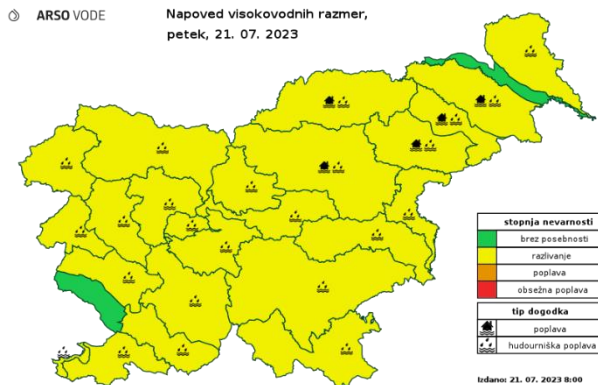 ARSO VODE
Napoved visokovodnih razmer,
petek, 21. 07. 2023
stopnja nevarnosti
brez posebnosti
razlivanje
poplava
obsežna poplava
tip dogodka
poplava
hudourniška poplava
Izdano: 21. 07. 2023 8:00